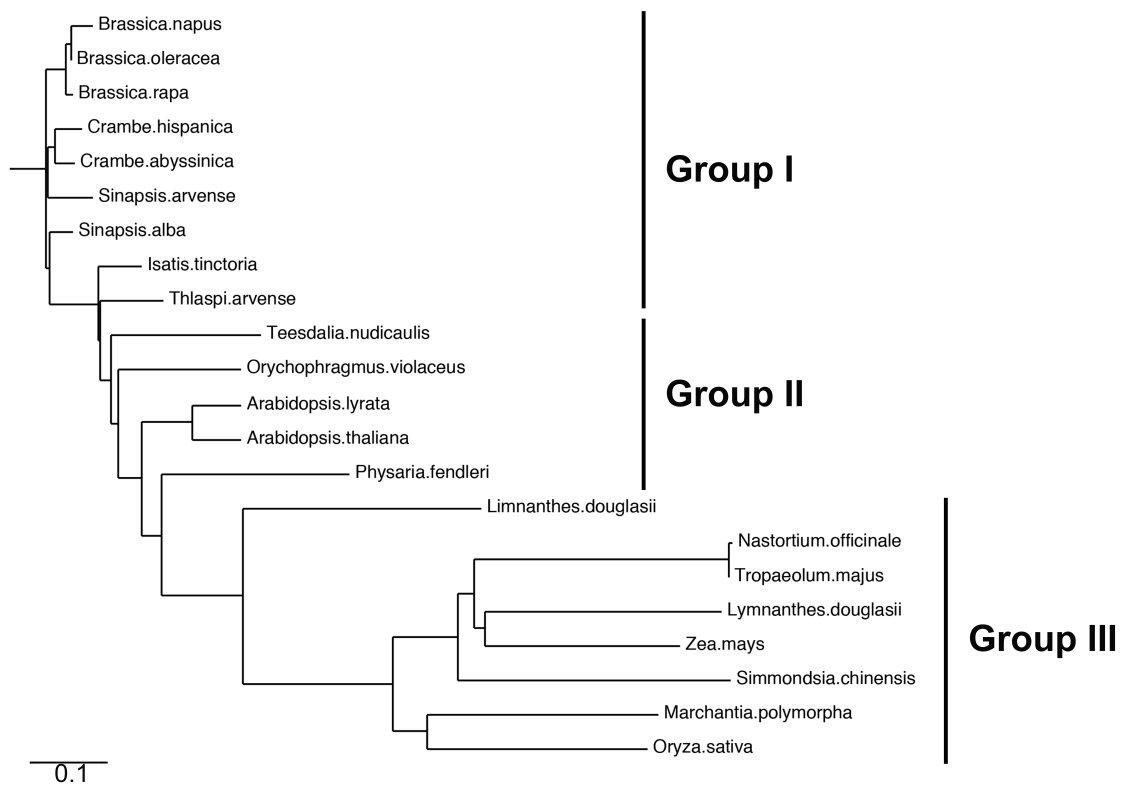 Brassica.napus
Brassica.oleracea
Brassica.rapa
Crambe.hispanica
Crambe.abyssinica
Sinapsis.arvense
Sinapsis.alba
Isatis.tinctoria
Thlaspi.arvense
Group I
Teesdalia.nudicaulis
Orychophragmus.violaceus
Arabidopsis.lyrata
Arabidopsis.thaliana
Physaria.fendleri
Group II
Limnanthes.douglasii
Nastortium.officinale
Tropaeolum.majus
Lymnanthes.douglasii
Zea.mays
Simmondsia.chinensis
Marchantia.polymorpha
Oryza.sativa
Group III
0.1